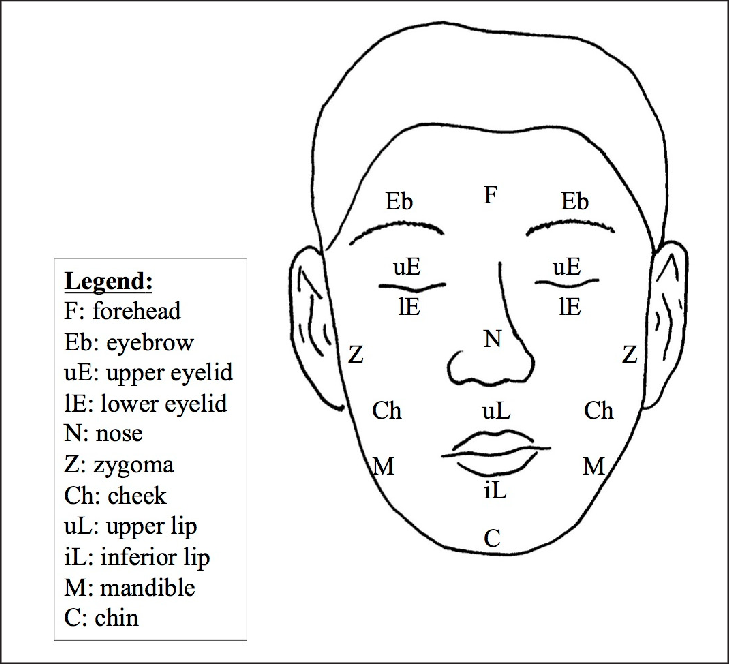 F
Eb Eb
uE uE
lE lE
N
Z Z
Ch uL Ch
M M
iL
C
Legend:
F: forehead
Eb: eyebrow
uE: upper eyelid
lE: lower eyelid
N: nose
Z: zygoma
Ch: cheek
uL: upper lip
iL: inferior lip
M: mandible
C: chin